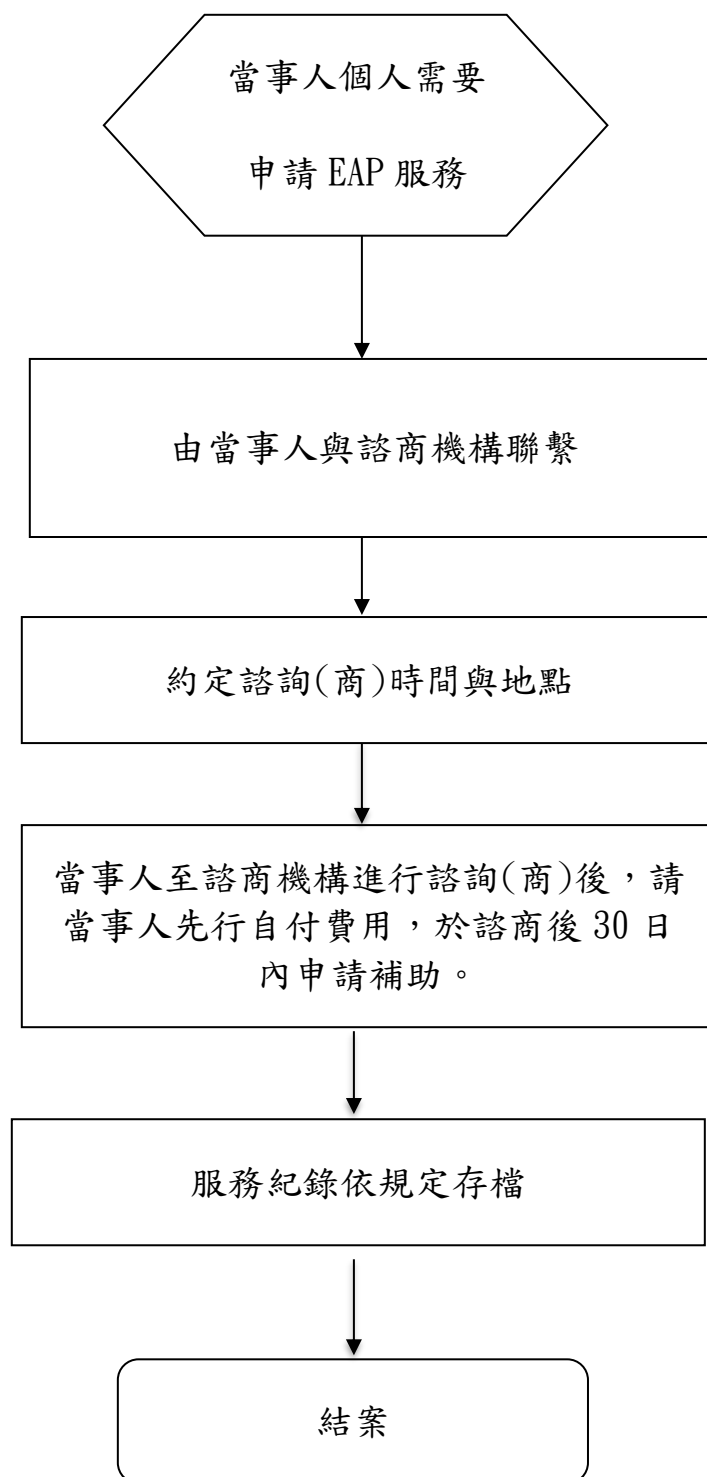 當事人個人需要
申請 EAP 服務
由當事人與諮商機構聯繫
約定諮詢(商)時間與地點
當事人至諮商機構進行諮詢(商)後，請
當事人先行自付費用，於諮商後 30 日
內申請補助。
服務紀錄依規定存檔
結案